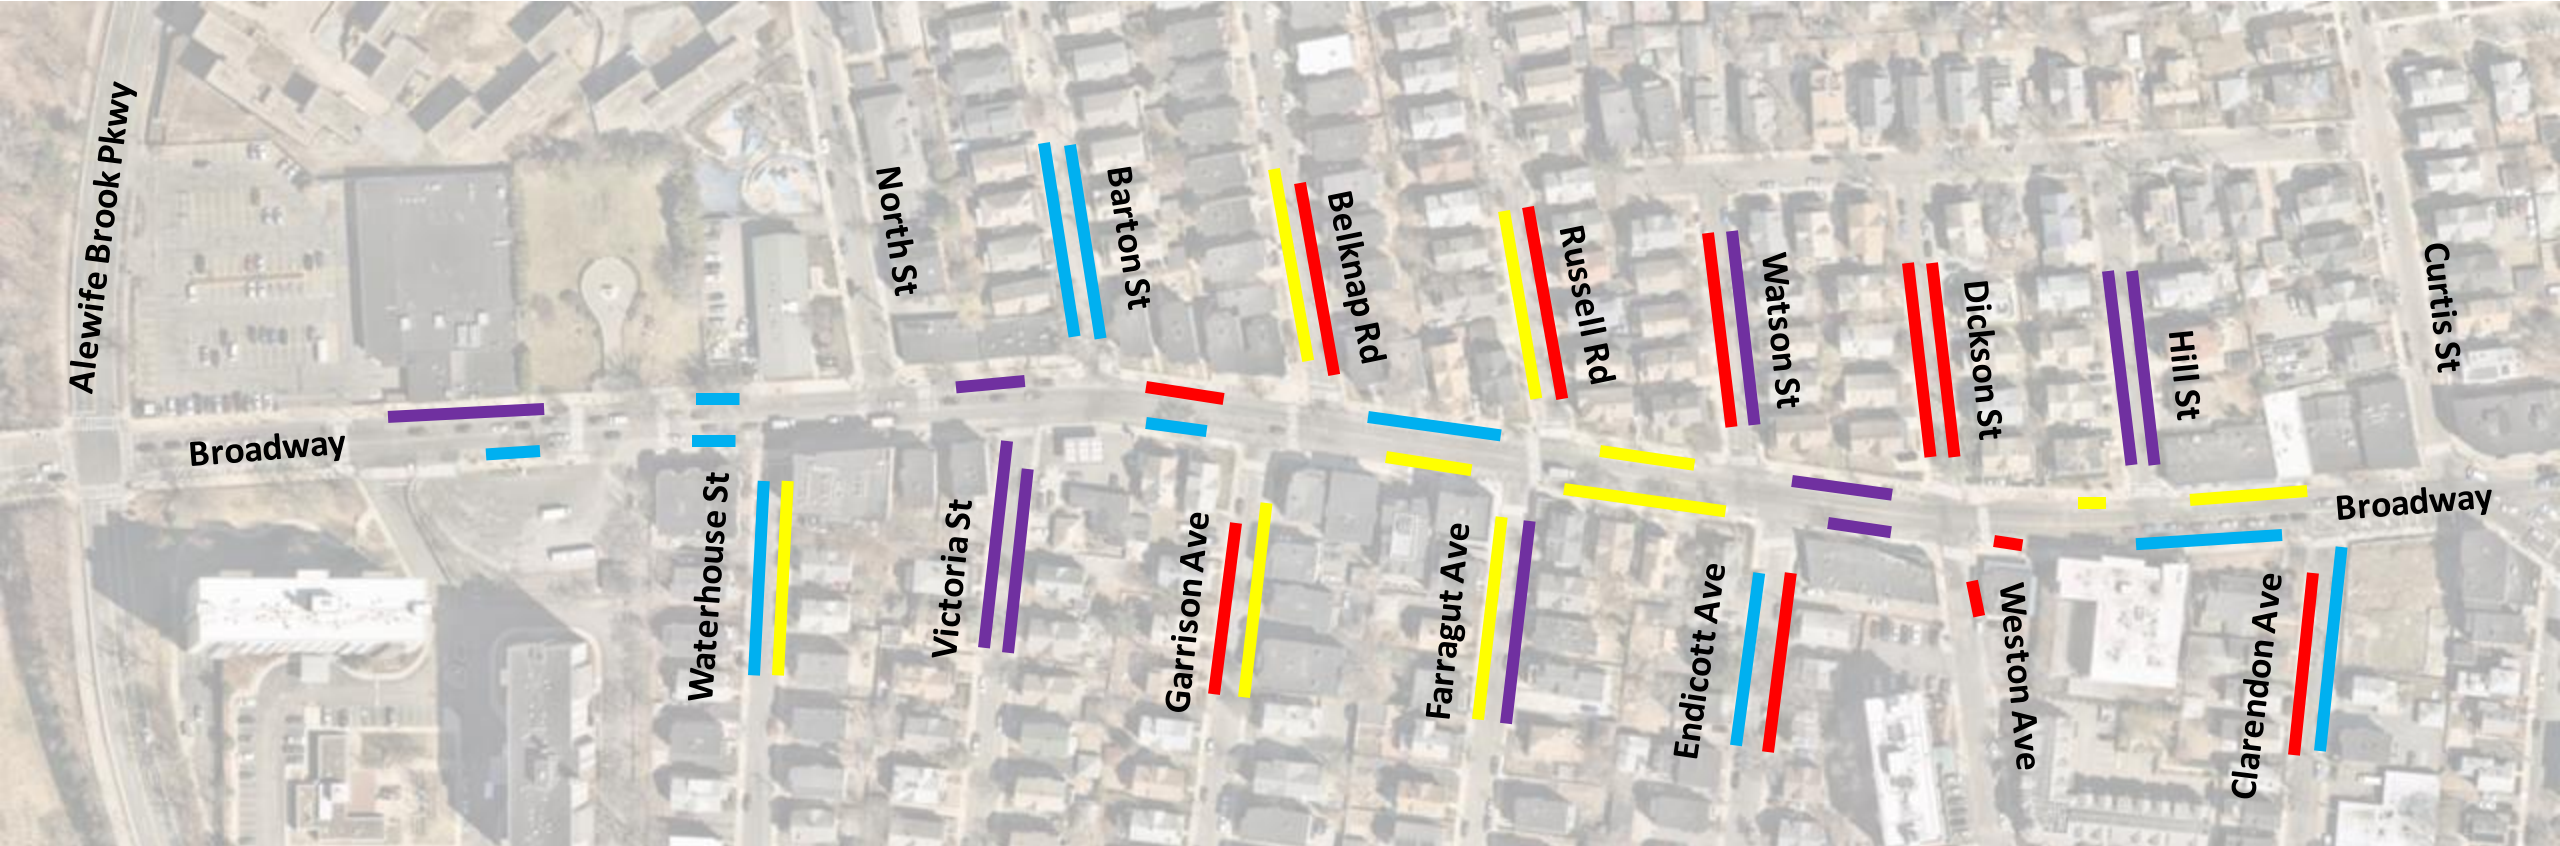 Alewife Brook Pkwy
North St
Barton St
Belknap Rd
Russell Rd
Watson St
Dickson St
Hill St
Curtis St
Broadway
Broadway
Waterhouse St
Victoria St
Garrison Ave
Farragut Ave
Endicott Ave
Weston Ave
Clarendon Ave